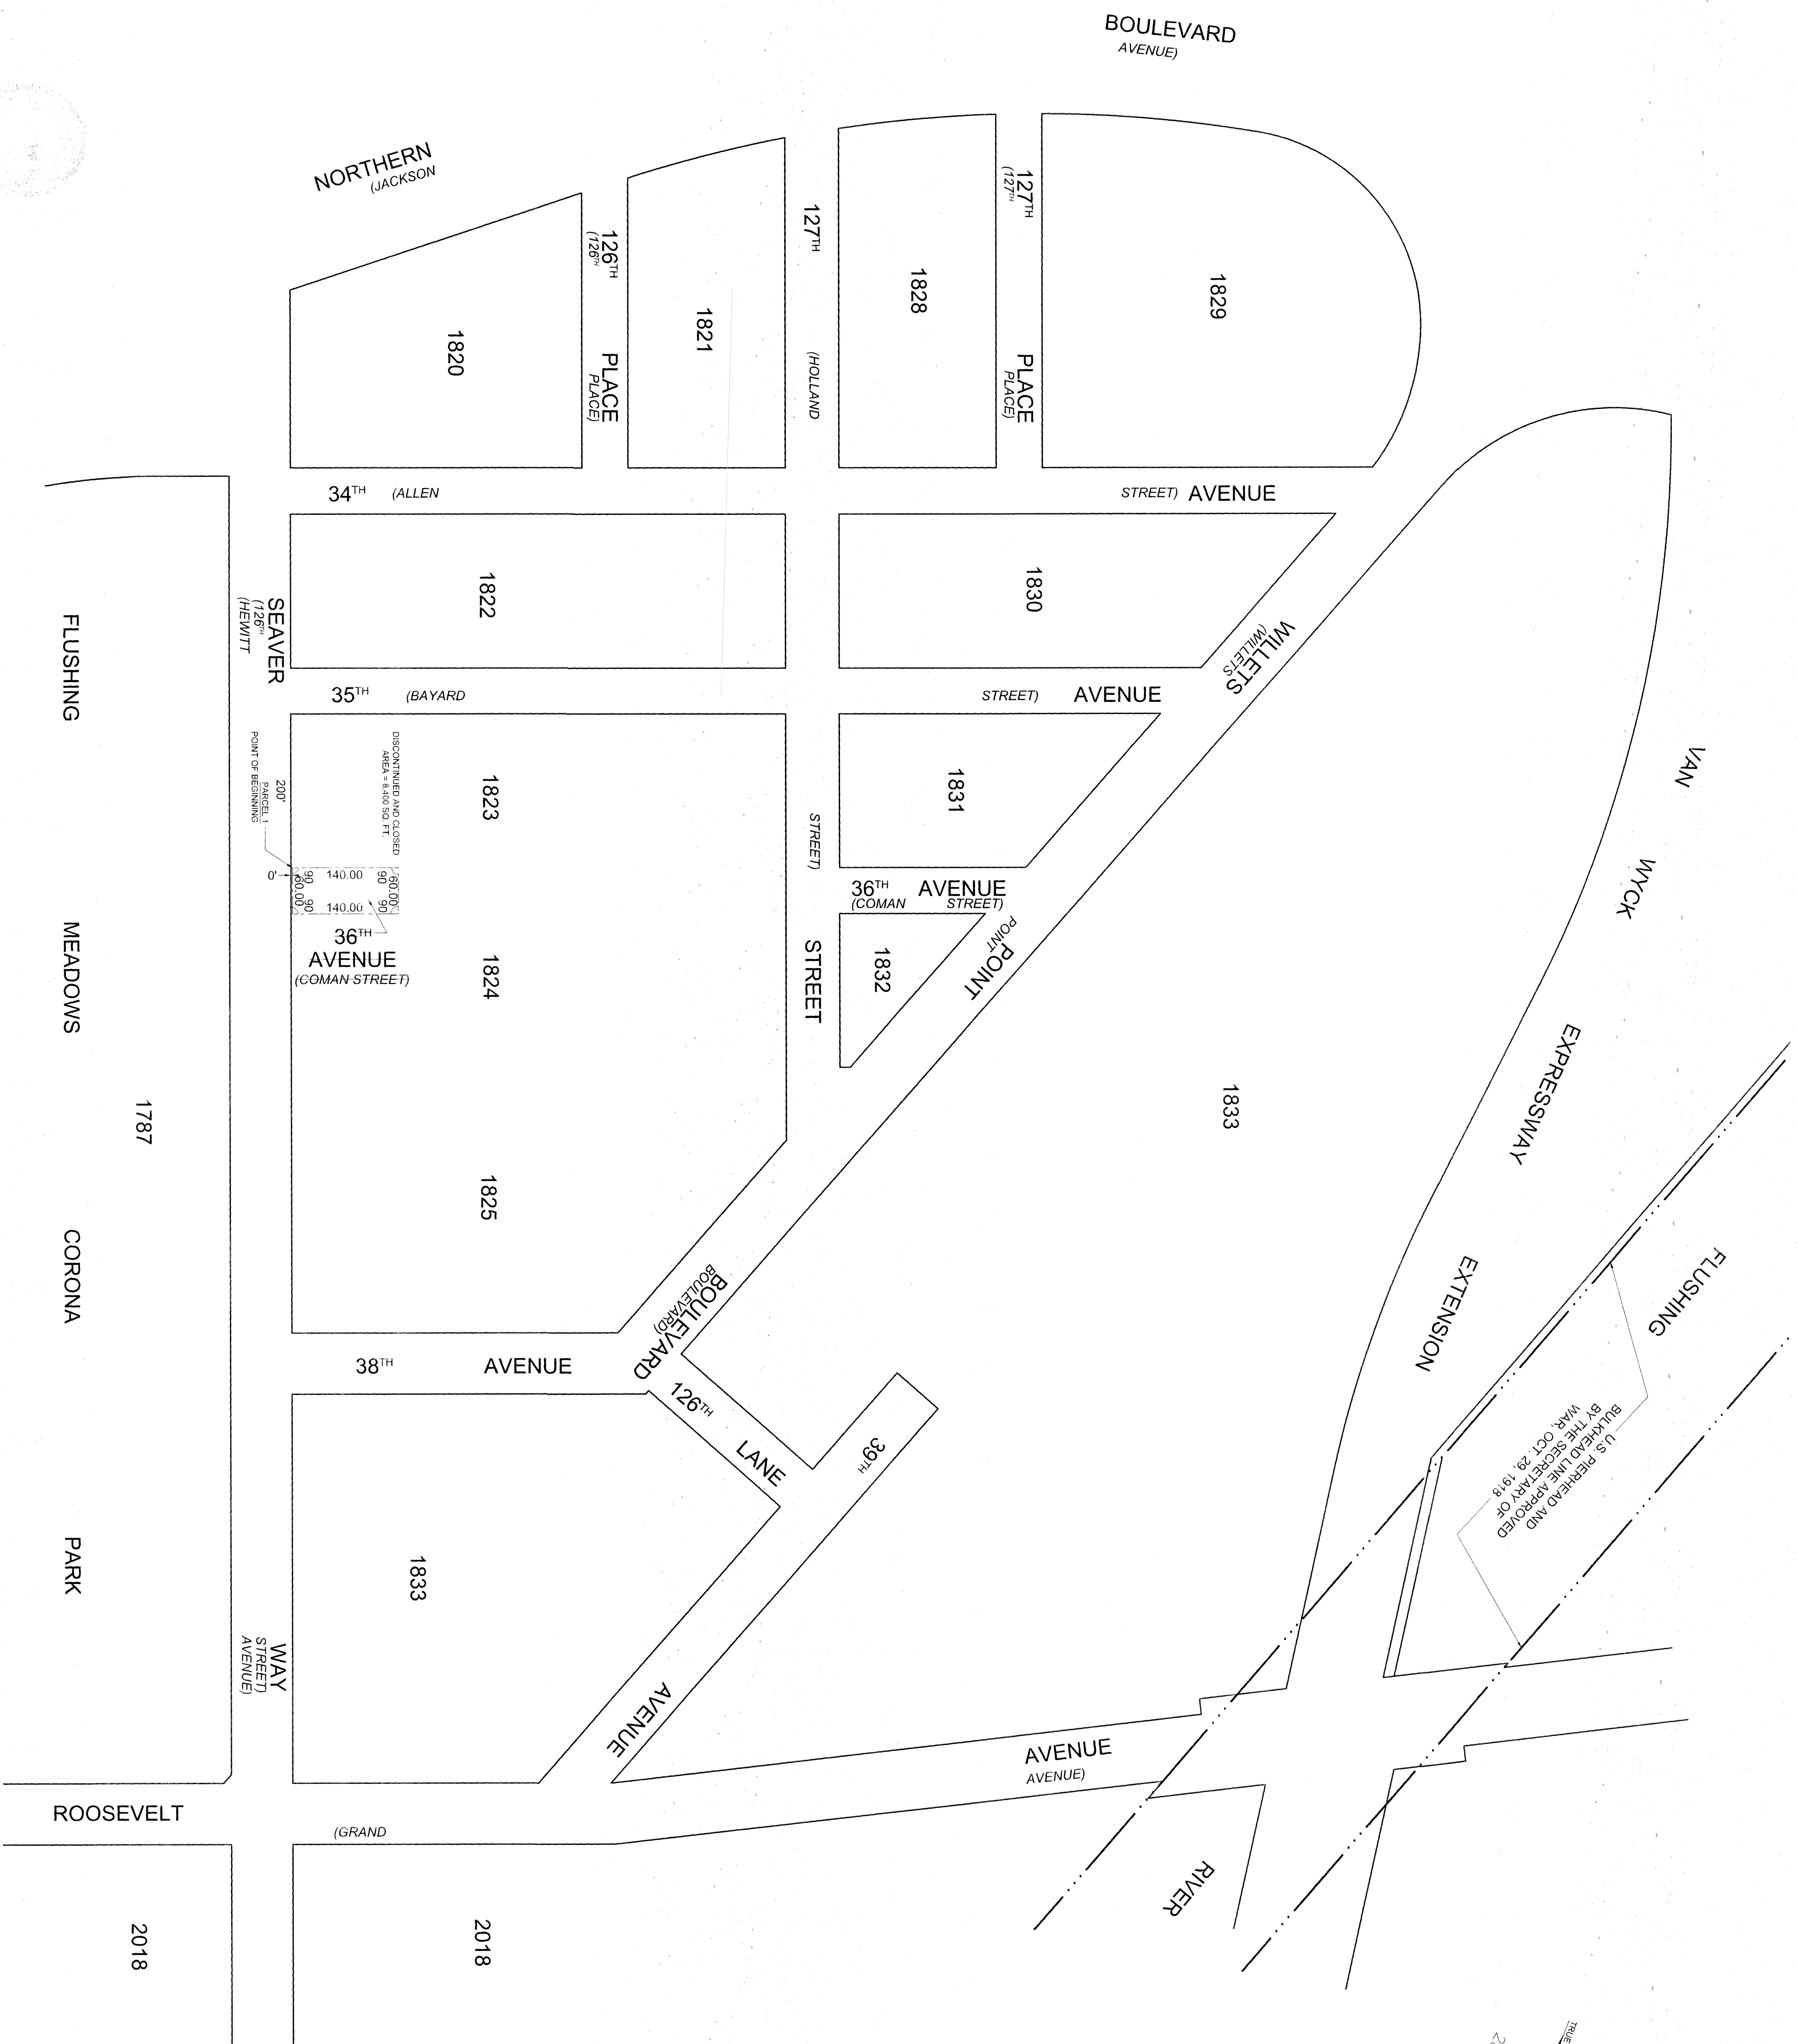 BOULEVARD
AVENUE)
NORTHERN
(JACKSON
126TH PLACE
(126TH PLACE)
127TH
(HOLLAND
127TH PLACE
(127TH PLACE)
1820
1821
1828
1829
34TH (ALLEN STREET) AVENUE
1822
1830
SEAVER
(126TH
(HEWITT
WILLETS
(WILLETS
35TH (BAYARD STREET) AVENUE
FLUSHING
MEADOWS
CORONA
PARK
VAN
WYCK
EXPRESSWAY
EXTENSION
DISCONTINUED AND CLOSED
AREA = 8,400 SQ. FT.
200'
PARCEL 1
POINT OF BEGINNING
1823
1831
STREET)
0'
60.00
90
90
140.00
90
90
60.00
140.00
36TH
AVENUE
(COMAN STREET)
36TH AVENUE
(COMAN STREET)
1824
STREET
1832
POINT
POINT
1787
1833
1825
BOULEVARD
BOULEVARD)
38TH AVENUE
126TH
LANE
39TH
AVENUE
FLUSHING
RIVER
U.S. PIERHEAD AND
BULKHEAD LINE APPROVED
BY THE SECRETARY OF
WAR, OCT. 29, 1918
1833
WAY
STREET)
AVENUE)
AVENUE
AVENUE)
ROOSEVELT
(GRAND
2018
2018
TRUE